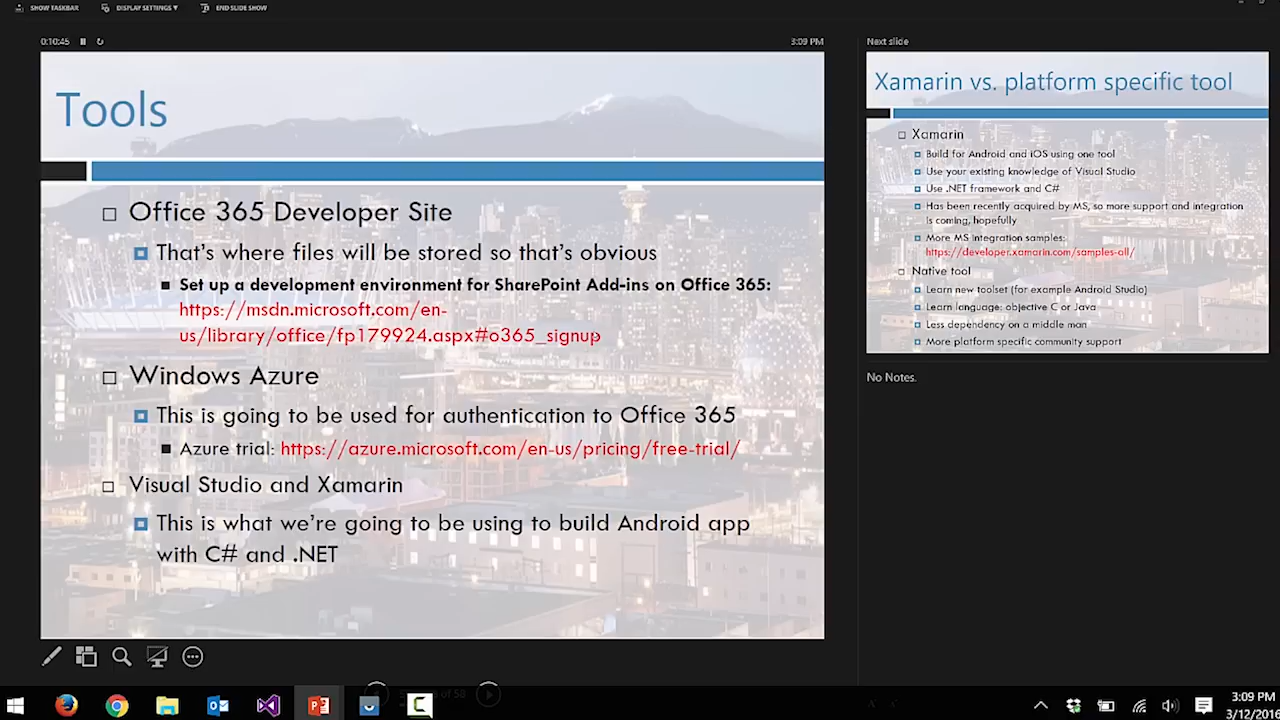 SHOW TASKBAR
DISPLAY SETTINGS ▼
END SLIDE SHOW
0:10:45
3:09 PM
Tools
Office 365 Developer Site
That's where files will be stored so that's obvious
Set up a development environment for SharePoint Add-ins on Office 365:
https://msdn.microsoft.com/en-
us/library/office/fp179924.aspx#o365_signup
Windows Azure
This is going to be used for authentication to Office 365
Azure trial: https://azure.microsoft.com/en-us/pricing/free-trial/
Visual Studio and Xamarin
This is what we're going to be using to build Android app
with C# and .NET
Next slide
Xamarin vs. platform specific tool
Xamarin
Build for Android and iOS using one tool
Use your existing knowledge of Visual Studio
Use .NET framework and C#
Has been recently acquired by MS, so more support and integration
is coming, hopefully
More MS integration samples:
https://developer.xamarin.com/samples-all/
Native tool
Learn new toolset (for example Android Studio)
Learn language: objective C or Java
Less dependency on a middle man
More platform specific community support
No Notes.
of 58
3:09 PM
3/12/2016